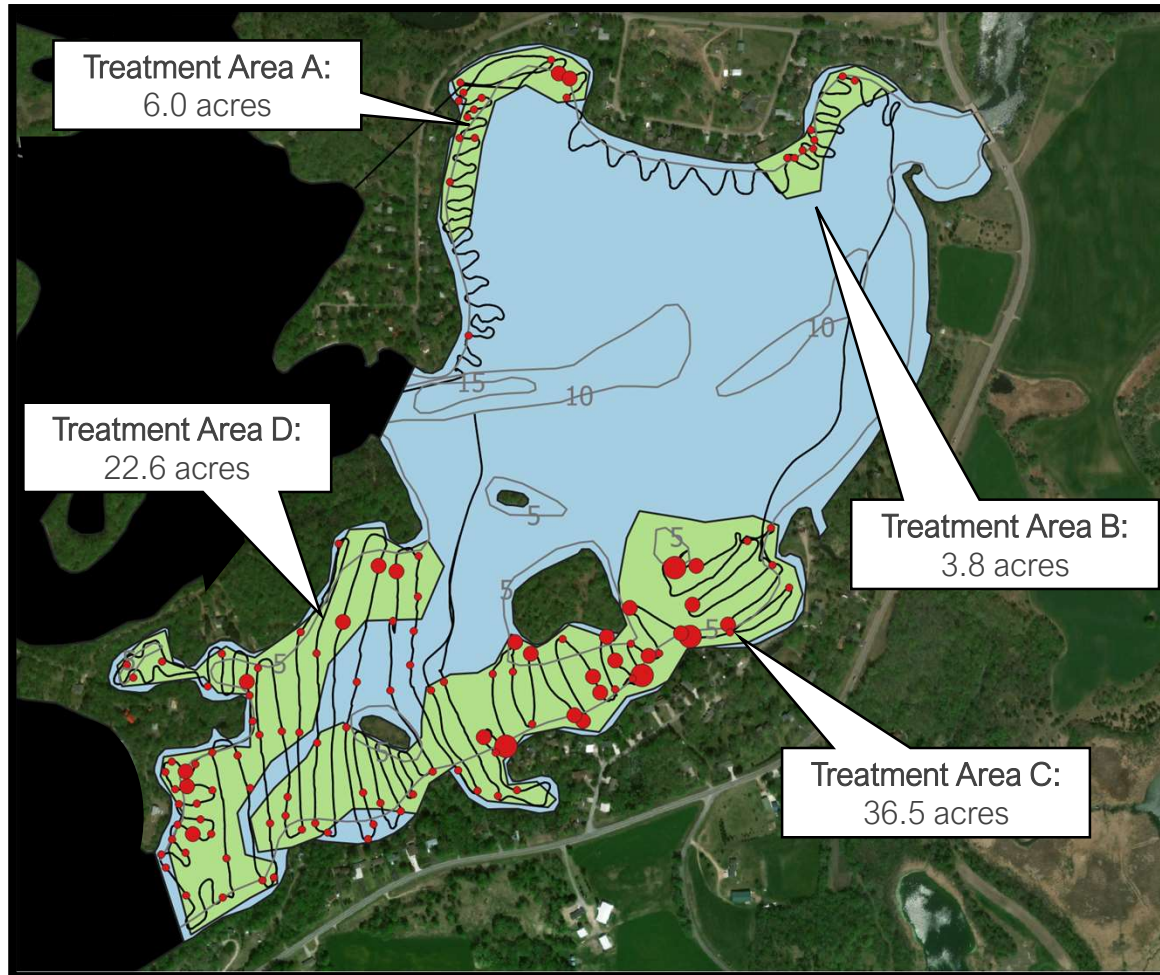 Treatment Area A:
6.0 acres
10
15
10
Treatment Area D:
22.6 acres
5
Treatment Area B:
3.8 acres
5
5
5
5
5
Treatment Area C:
36.5 acres